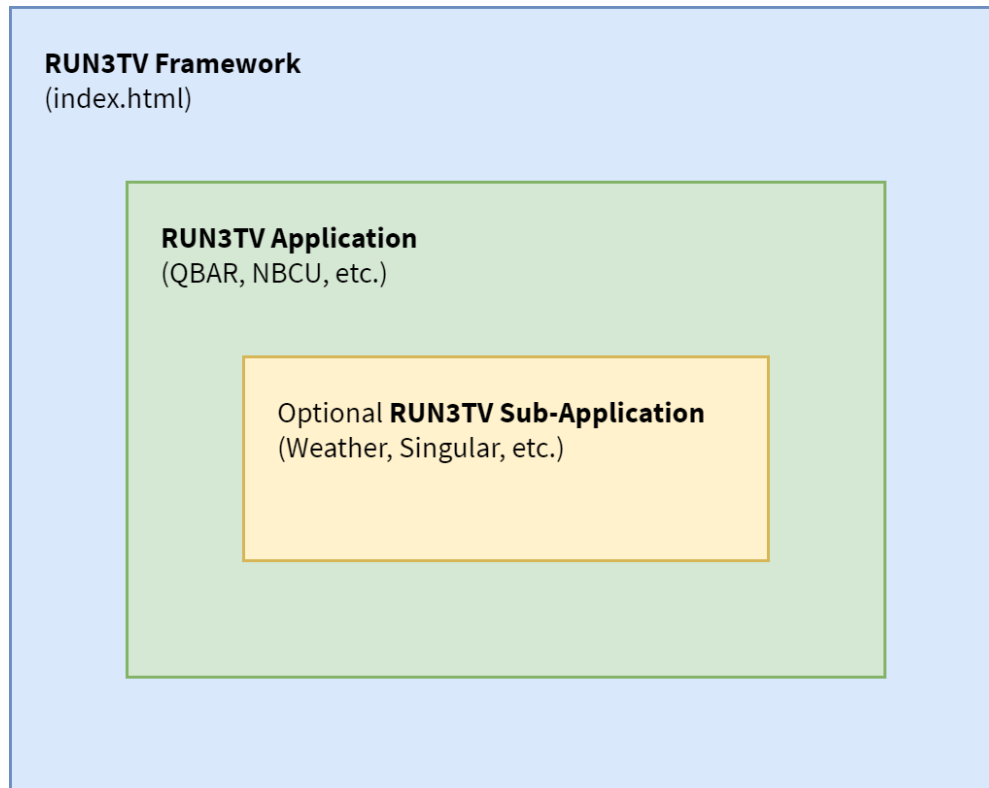 RUN3TV Framework
(index.html)
RUN3TV Application
(QBAR, NBCU, etc.)
Optional RUN3TV Sub-Application
(Weather, Singular, etc.)